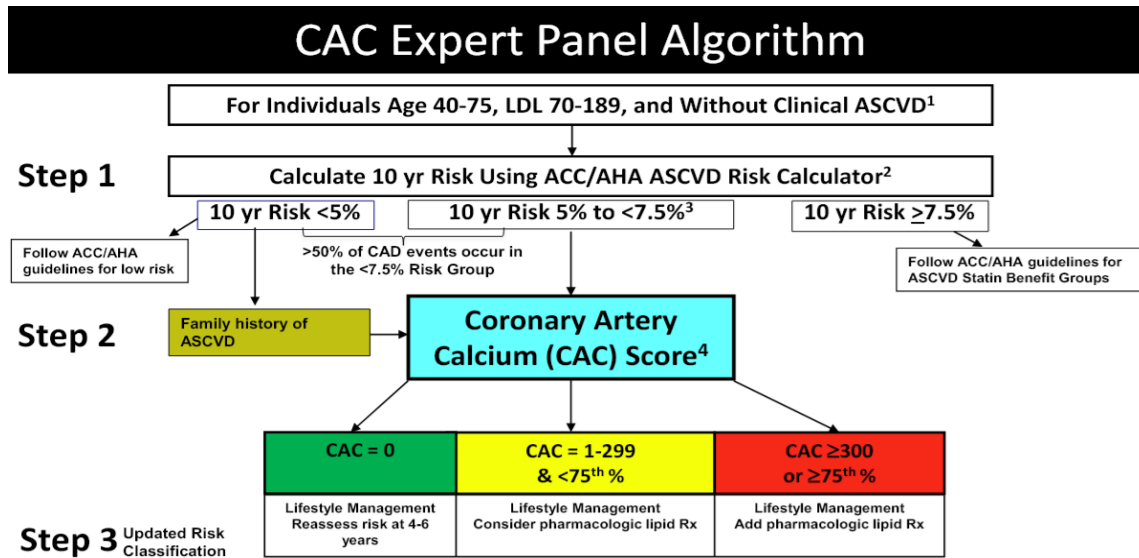 CAC Expert Panel Algorithm
For Individuals Age 40-75, LDL 70-189, and Without Clinical ASCVD¹
Step 1
Calculate 10 yr Risk Using ACC/AHA ASCVD Risk Calculator²
10 yr Risk <5%
10 yr Risk 5% to <7.5%³
10 yr Risk ≥7.5%
Follow ACC/AHA
guidelines for low risk
>50% of CAD events occur in
the <7.5% Risk Group
Follow ACC/AHA guidelines for
ASCVD Statin Benefit Groups
Step 2
Family history of
ASCVD
Coronary Artery
Calcium (CAC) Score⁴
CAC = 0
CAC = 1-299
& <75th %
CAC ≥300
or ≥75th %
Lifestyle Management
Reassess risk at 4-6
years
Lifestyle Management
Consider pharmacologic lipid Rx
Lifestyle Management
Add pharmacologic lipid Rx
Step 3
Updated Risk
Classification